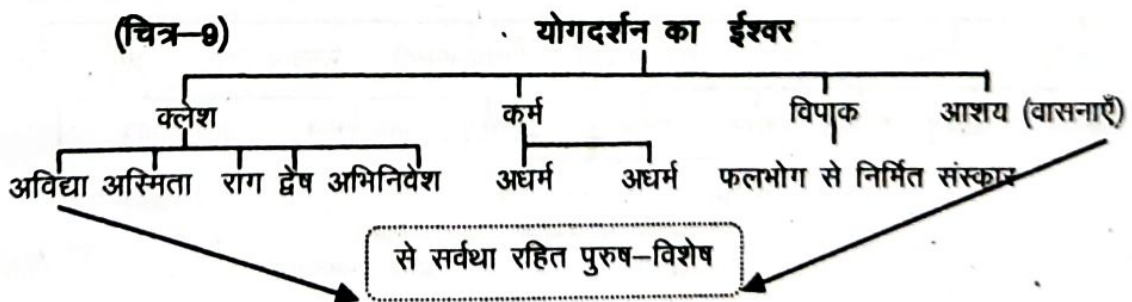 (चित्र–9) योगदर्शन का ईश्वर
क्लेश कर्म विपाक आशय (वासनाएँ)
अविद्या अस्मिता राग द्वेष अभिनिवेश अधर्म अधर्म फलभोग से निर्मित संस्कार
से सर्वथा रहित पुरुष–विशेष